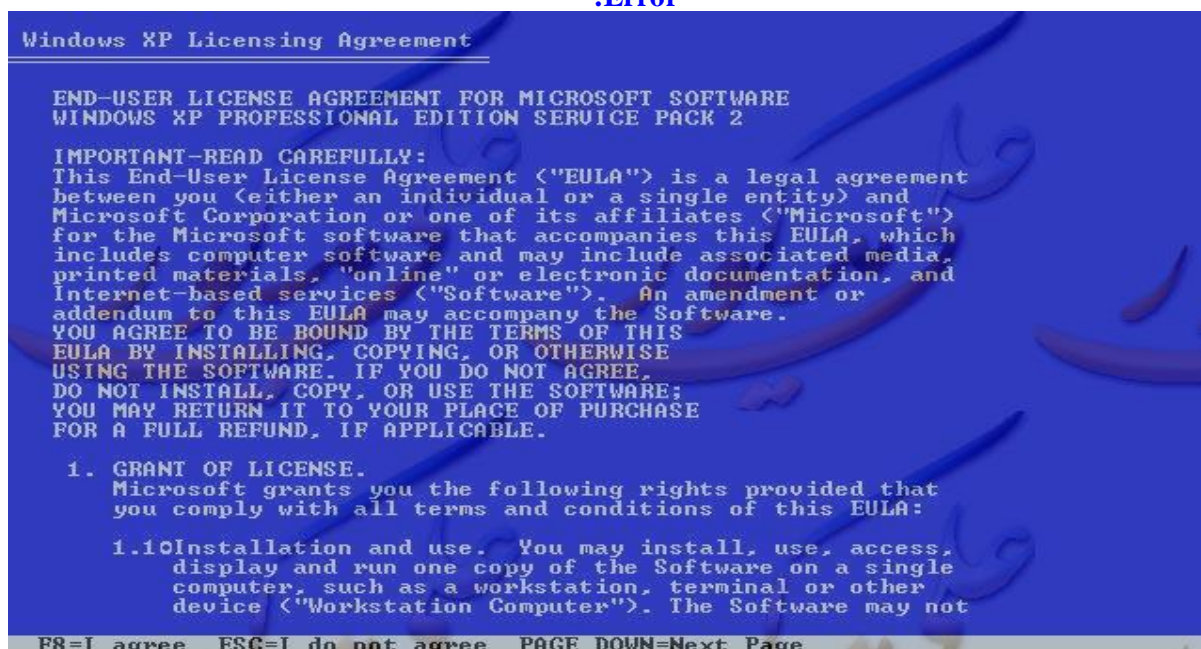 :Error
Windows XP Licensing Agreement
END-USER LICENSE AGREEMENT FOR MICROSOFT SOFTWARE
WINDOWS XP PROFESSIONAL EDITION SERVICE PACK 2
IMPORTANT-READ CAREFULLY:
This End-User License Agreement ("EULA") is a legal agreement
between you (either an individual or a single entity) and
Microsoft Corporation or one of its affiliates ("Microsoft")
for the Microsoft software that accompanies this EULA, which
includes computer software and may include associated media,
printed materials, "online" or electronic documentation, and
Internet-based services ("Software").  An amendment or
addendum to this EULA may accompany the Software.
YOU AGREE TO BE BOUND BY THE TERMS OF THIS
EULA BY INSTALLING, COPYING, OR OTHERWISE
USING THE SOFTWARE. IF YOU DO NOT AGREE,
DO NOT INSTALL, COPY, OR USE THE SOFTWARE;
YOU MAY RETURN IT TO YOUR PLACE OF PURCHASE
FOR A FULL REFUND, IF APPLICABLE.
1. GRANT OF LICENSE.
Microsoft grants you the following rights provided that
you comply with all terms and conditions of this EULA:
1.1oInstallation and use.  You may install, use, access,
display and run one copy of the Software on a single
computer, such as a workstation, terminal or other
device ("Workstation Computer"). The Software may not
F8=I agree  ESC=I do not agree  PAGE DOWN=Next Page